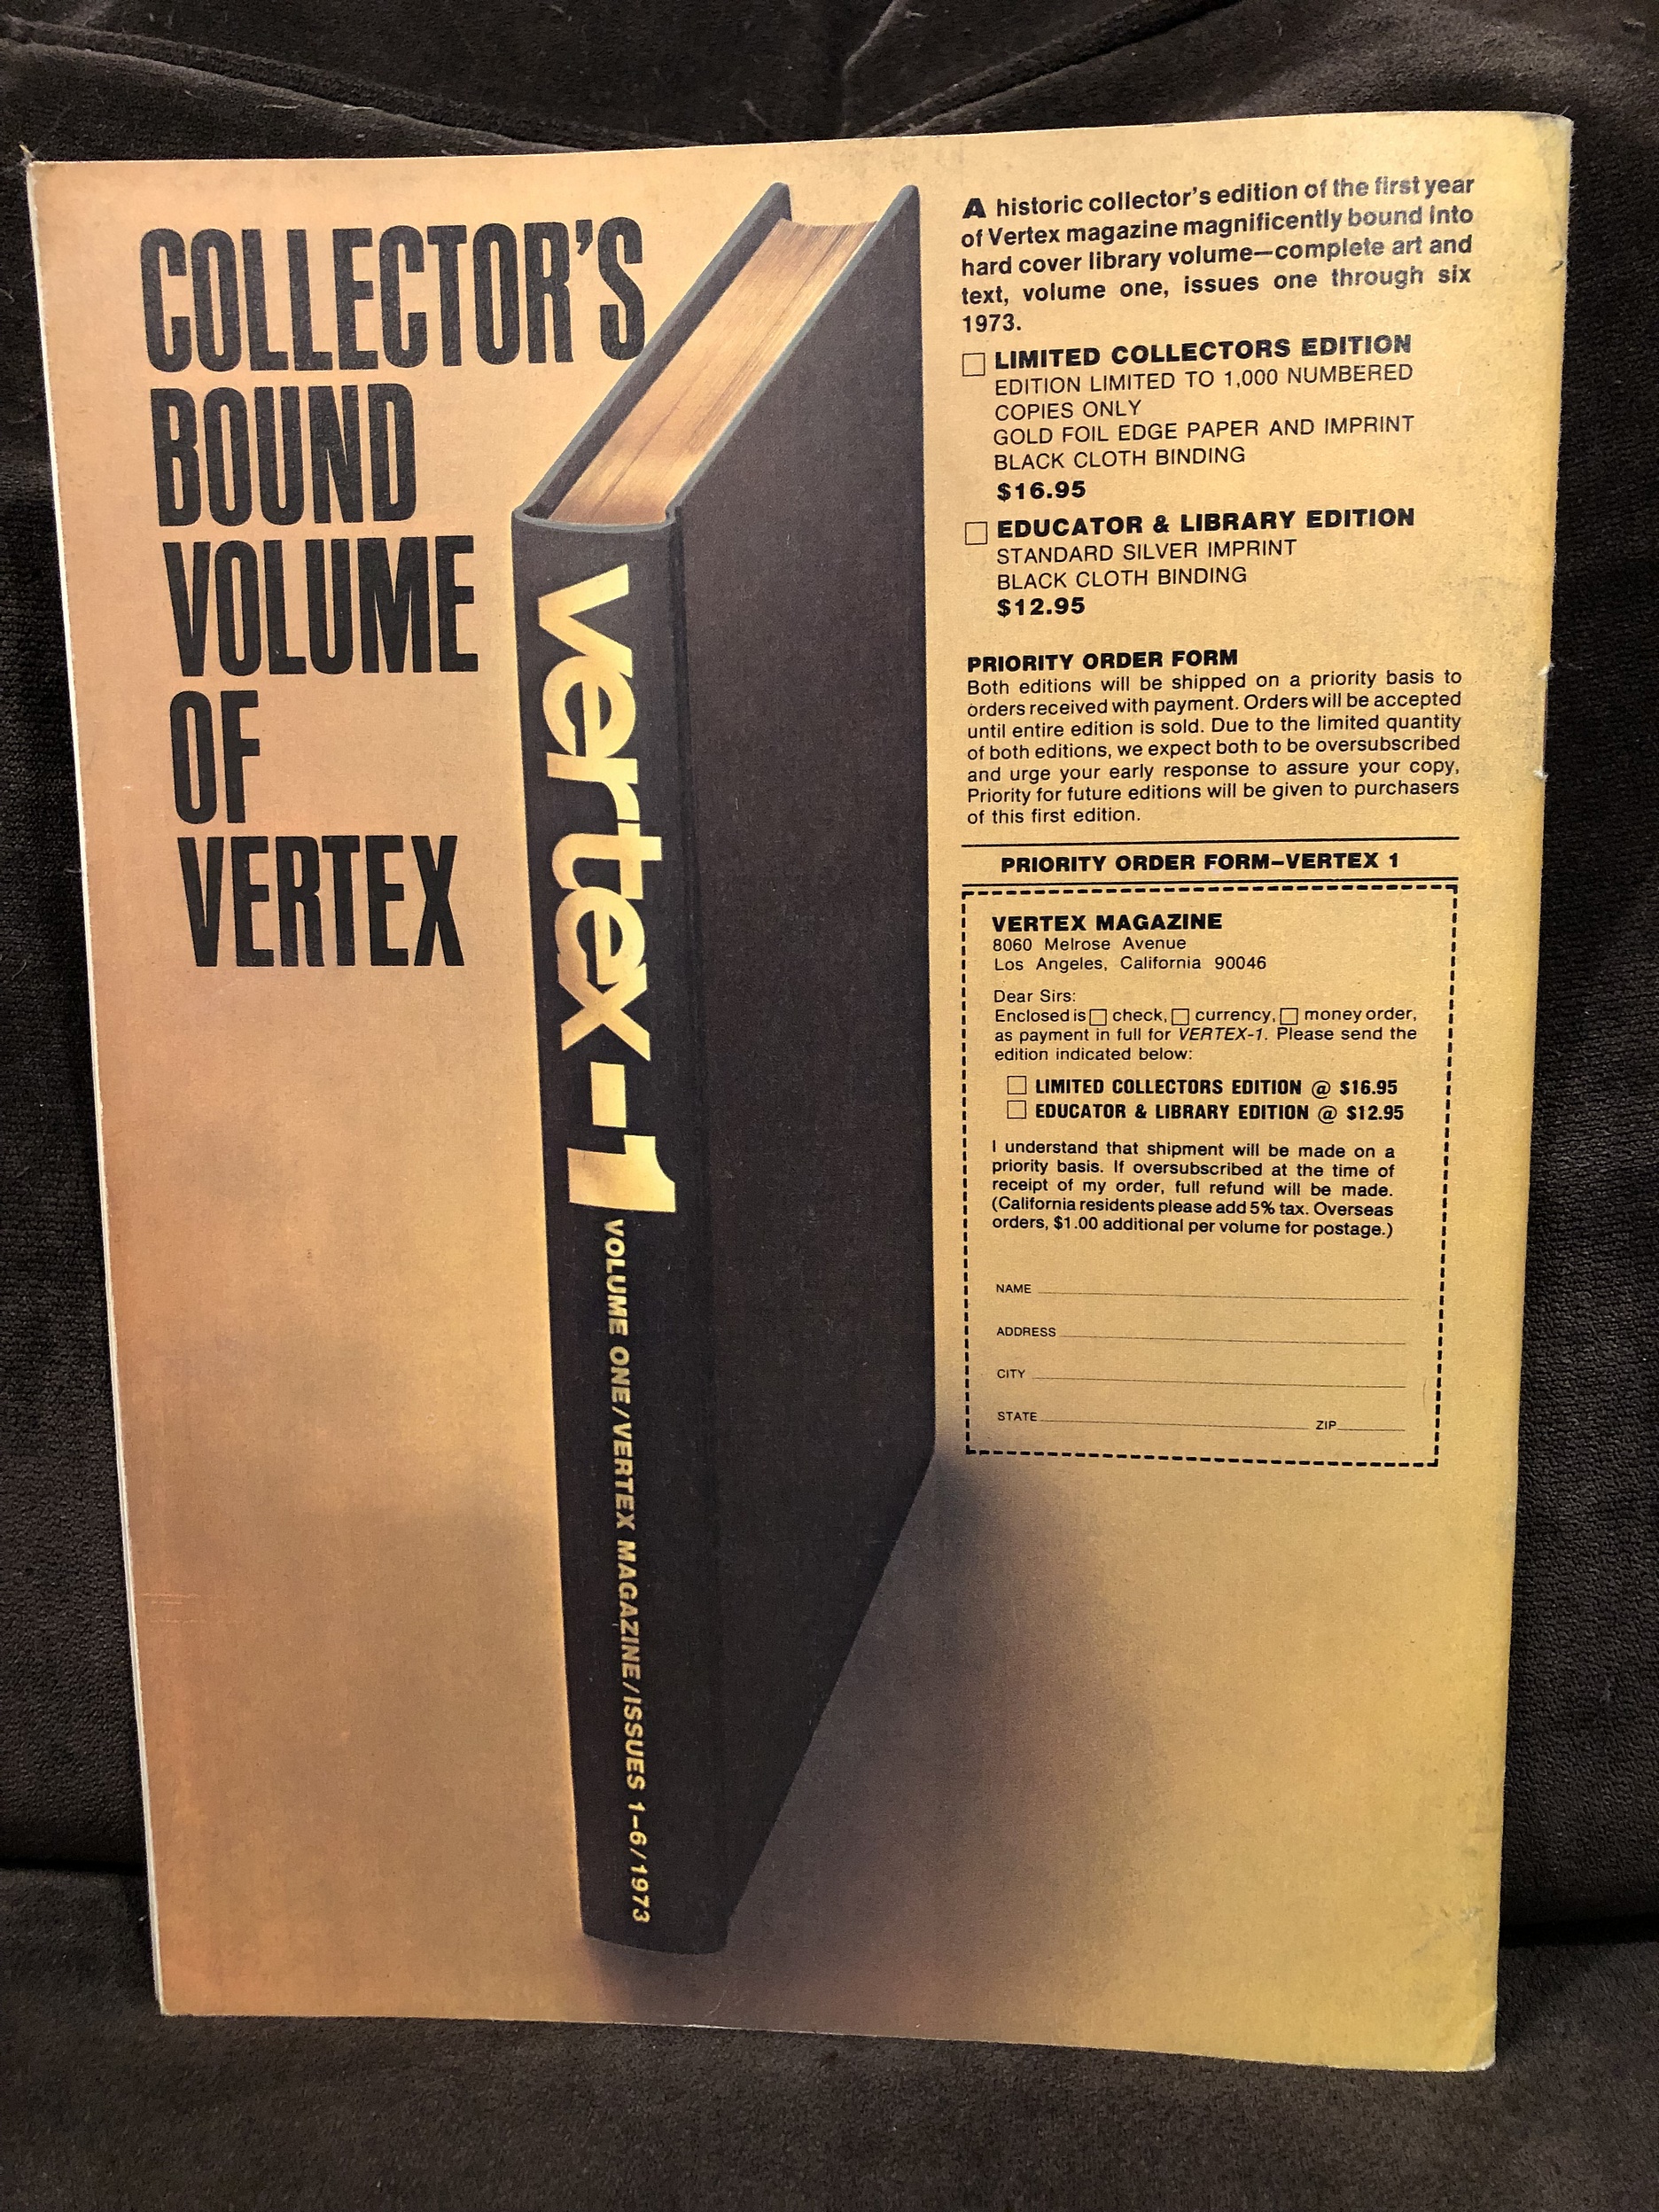 COLLECTOR'S
BOUND
VOLUME
OF
VERTEX
vertex-1
VOLUME ONE/VERTEX MAGAZINE/ISSUES 1-6/1973
A historic collector's edition of the first year
of Vertex magazine magnificently bound into
hard cover library volume—complete art and
text, volume one, issues one through six
1973.
LIMITED COLLECTORS EDITION
EDITION LIMITED TO 1,000 NUMBERED
COPIES ONLY
GOLD FOIL EDGE PAPER AND IMPRINT
BLACK CLOTH BINDING
$16.95
EDUCATOR & LIBRARY EDITION
STANDARD SILVER IMPRINT
BLACK CLOTH BINDING
$12.95
PRIORITY ORDER FORM
Both editions will be shipped on a priority basis to
orders received with payment. Orders will be accepted
until entire edition is sold. Due to the limited quantity
of both editions, we expect both to be oversubscribed
and urge your early response to assure your copy,
Priority for future editions will be given to purchasers
of this first edition.
PRIORITY ORDER FORM—VERTEX 1
VERTEX MAGAZINE
8060 Melrose Avenue
Los Angeles, California 90046
Dear Sirs:
Enclosed is check, currency, money order,
as payment in full for VERTEX-1. Please send the
edition indicated below:
LIMITED COLLECTORS EDITION @ $16.95
EDUCATOR & LIBRARY EDITION @ $12.95
I understand that shipment will be made on a
priority basis. If oversubscribed at the time of
receipt of my order, full refund will be made.
(California residents please add 5% tax. Overseas
orders, $1.00 additional per volume for postage.)
NAME
ADDRESS
CITY
STATE ZIP